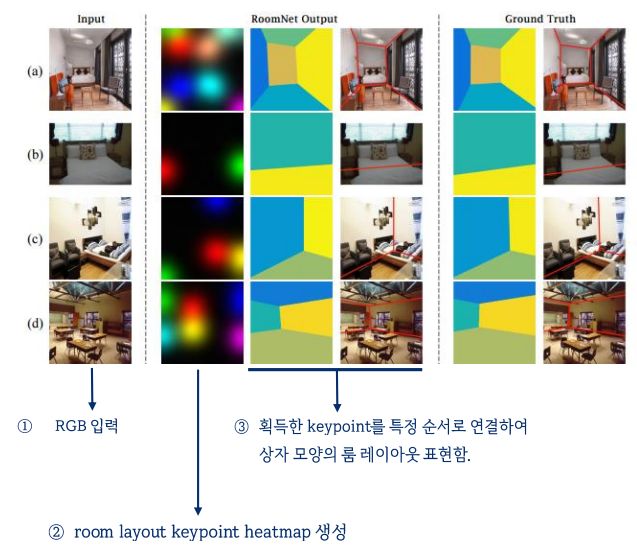 Input RoomNet Output Ground Truth
(a)
(b)
(c)
(d)
① RGB 입력
③ 획득한 keypoint를 특정 순서로 연결하여
상자 모양의 룸 레이아웃 표현함.
② room layout keypoint heatmap 생성